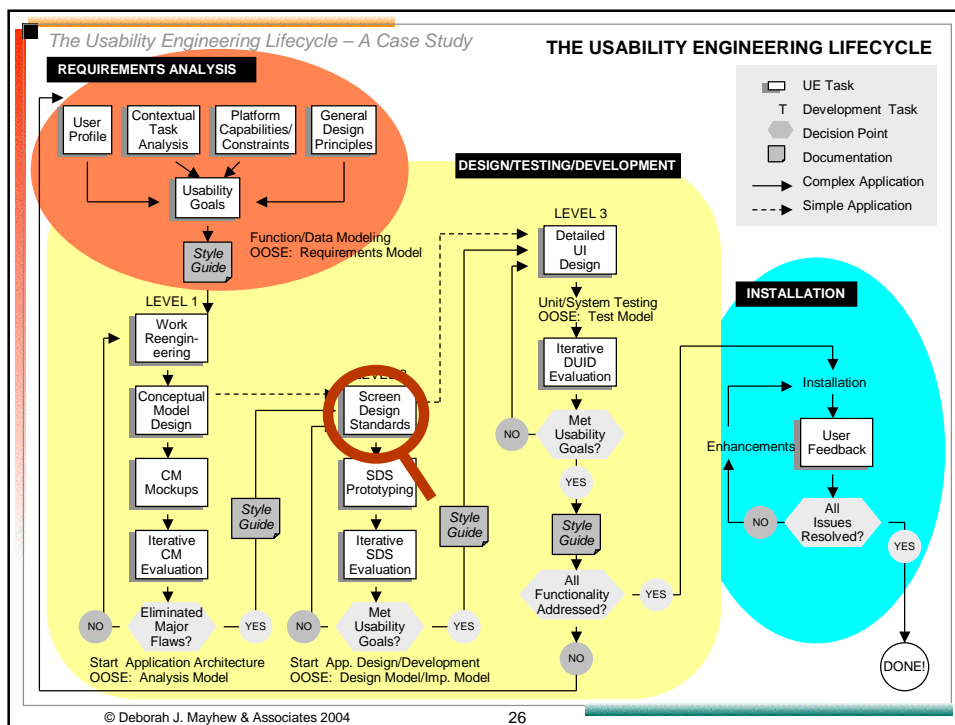 The Usability Engineering Lifecycle – A Case Study
THE USABILITY ENGINEERING LIFECYCLE
REQUIREMENTS ANALYSIS
User
Profile
Contextual
Task
Analysis
Platform
Capabilities/
Constraints
General
Design
Principles
Usability
Goals
Style
Guide
Function/Data Modeling
OOSE: Requirements Model
UE Task
T Development Task
Decision Point
Documentation
Complex Application
Simple Application
DESIGN/TESTING/DEVELOPMENT
LEVEL 1
Work
Reengin-
eering
Conceptual
Model
Design
CM
Mockups
Iterative
CM
Evaluation
Eliminated
Major
Flaws?
NO
YES
Style
Guide
Start Application Architecture
OOSE: Analysis Model
Screen
Design
Standards
SDS
Prototyping
Iterative
SDS
Evaluation
Met
Usability
Goals?
NO
YES
Style
Guide
Start App. Design/Development
OOSE: Design Model/Imp. Model
LEVEL 3
Detailed
UI
Design
Unit/System Testing
OOSE: Test Model
Iterative
DUID
Evaluation
Met
Usability
Goals?
NO
YES
Style
Guide
All
Functionality
Addressed?
YES
NO
INSTALLATION
Installation
Enhancements
User
Feedback
All
Issues
Resolved?
NO
YES
DONE!
© Deborah J. Mayhew & Associates 2004
26